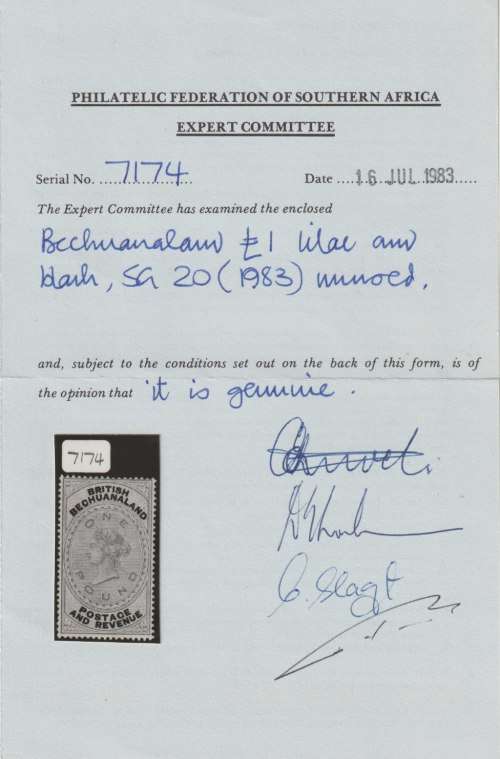 PHILATELIC FEDERATION OF SOUTHERN AFRICA
EXPERT COMMITTEE
Serial No. 7174 Date 16 JUL 1983
The Expert Committee has examined the enclosed
Bechuanaland £1 lilac and
black, SG 20 (1983) unused.
and, subject to the conditions set out on the back of this form, is of
the opinion that it is genuine.
7174
BRITISH
BECHUANALAND
ONE
POUND
POSTAGE
AND REVENUE
C. Slagt